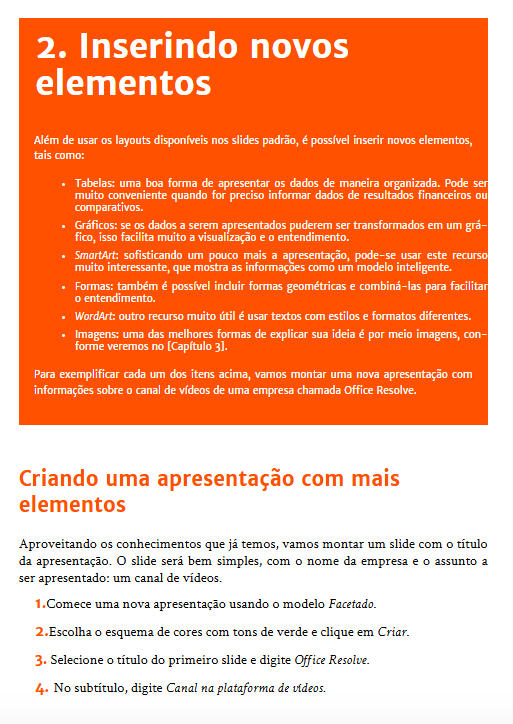 2. Inserindo novos
elementos
Além de usar os layouts disponíveis nos slides padrão, é possível inserir novos elementos,
tais como:
• Tabelas: uma boa forma de apresentar os dados de maneira organizada. Pode ser
muito conveniente quando for preciso informar dados de resultados financeiros ou
comparativos.
• Gráficos: se os dados a serem apresentados puderem ser transformados em um grá-
fico, isso facilita muito a visualização e o entendimento.
• SmartArt: sofisticando um pouco mais a apresentação, pode-se usar este recurso
muito interessante, que mostra as informações como um modelo inteligente.
• Formas: também é possível incluir formas geométricas e combiná-las para facilitar
o entendimento.
• WordArt: outro recurso muito útil é usar textos com estilos e formatos diferentes.
• Imagens: uma das melhores formas de explicar sua ideia é por meio imagens, con-
forme veremos no [Capítulo 3].
Para exemplificar cada um dos itens acima, vamos montar uma nova apresentação com
informações sobre o canal de vídeos de uma empresa chamada Office Resolve.
Criando uma apresentação com mais
elementos
Aproveitando os conhecimentos que já temos, vamos montar um slide com o título
da apresentação. O slide será bem simples, com o nome da empresa e o assunto a
ser apresentado: um canal de vídeos.
1.Comece uma nova apresentação usando o modelo Facetado.
2.Escolha o esquema de cores com tons de verde e clique em Criar.
3. Selecione o título do primeiro slide e digite Office Resolve.
4. No subtítulo, digite Canal na plataforma de vídeos.